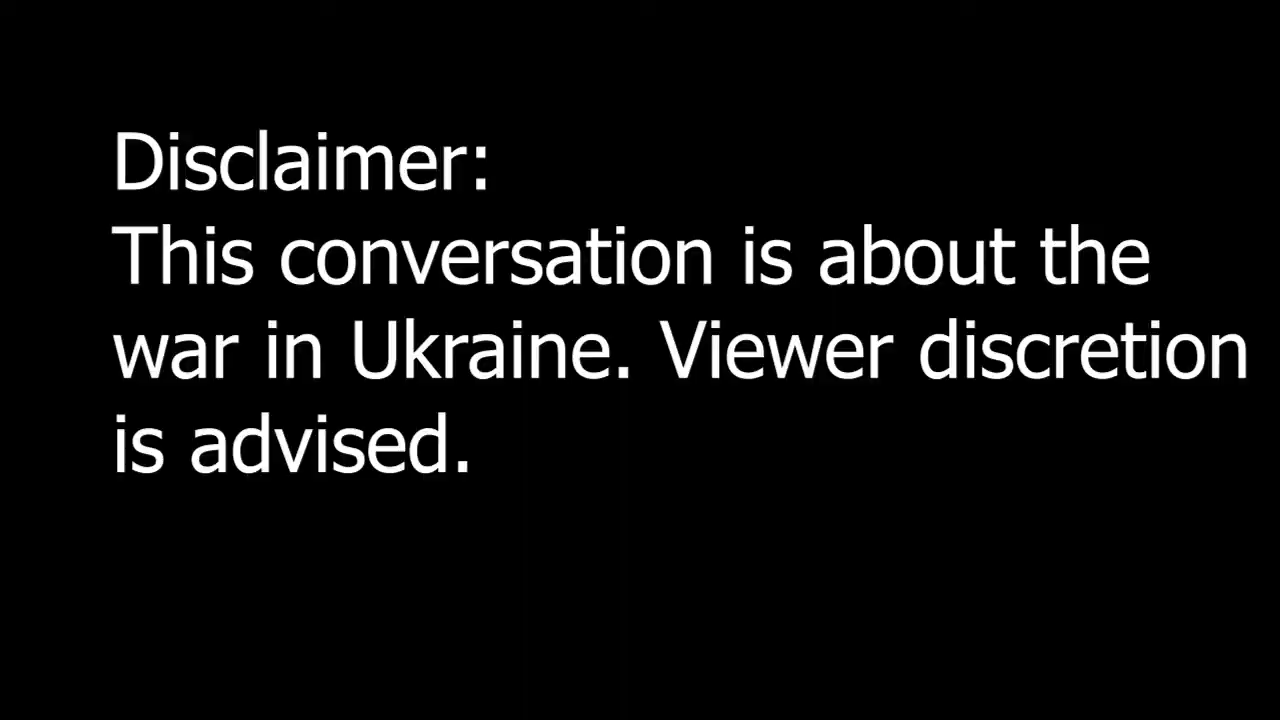 Disclaimer:
This conversation is about the
war in Ukraine. Viewer discretion
is advised.